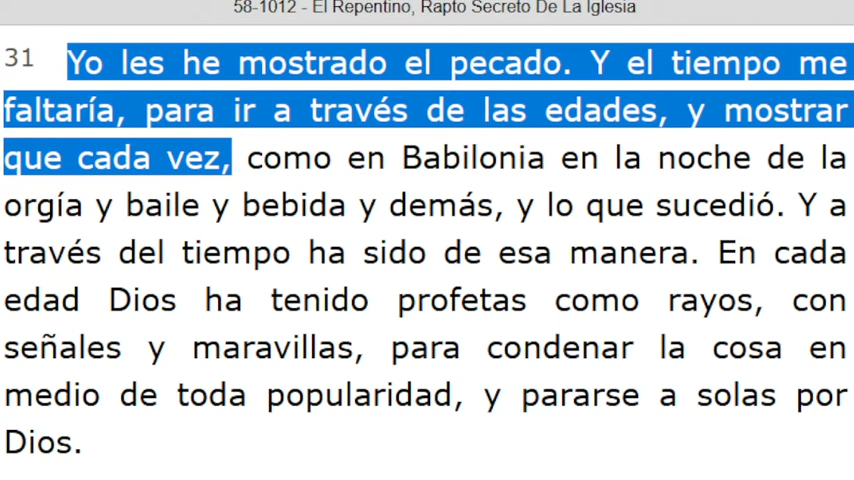 58-1012 - El Repentino, Rapto Secreto De La Iglesia
31 Yo les he mostrado el pecado. Y el tiempo me
faltaría, para ir a través de las edades, y mostrar
que cada vez, como en Babilonia en la noche de la
orgía y baile y bebida y demás, y lo que sucedió. Y a
través del tiempo ha sido de esa manera. En cada
edad Dios ha tenido profetas como rayos, con
señales y maravillas, para condenar la cosa en
medio de toda popularidad, y pararse a solas por
Dios.